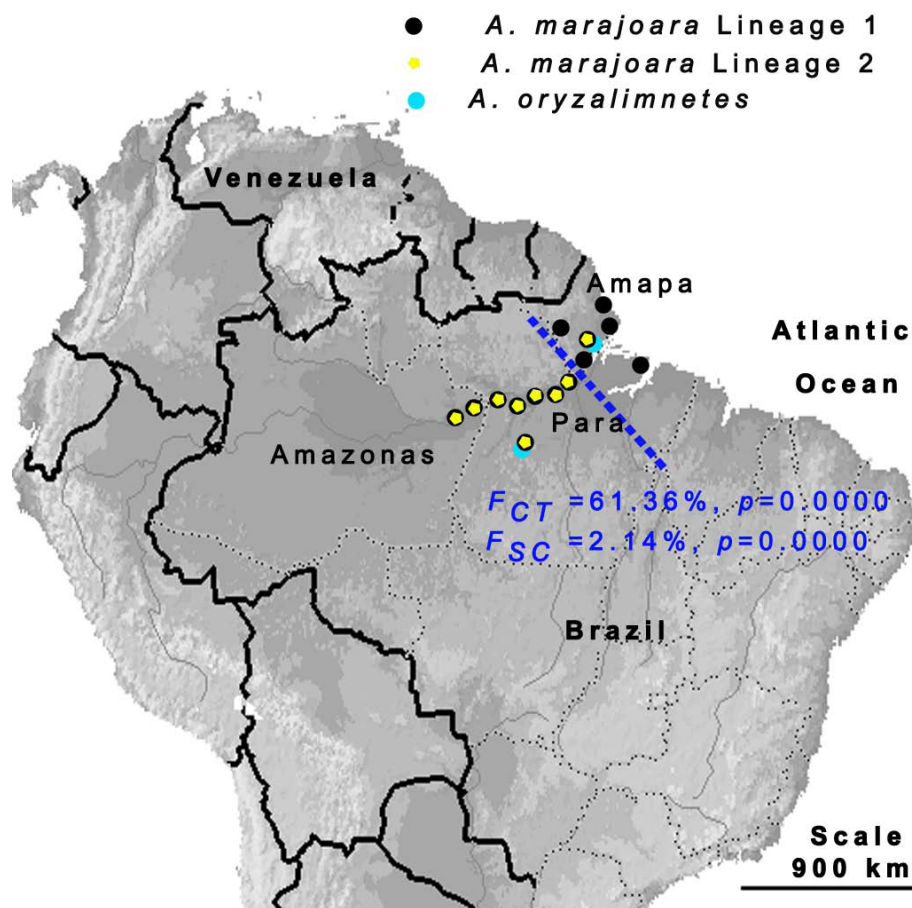 A. marajoara Lineage 1
A. marajoara Lineage 2
A. oryzalimnetes
Venezuela
Amapa
Atlantic
Ocean
Para
Amazonas
FCT =61.36%, p=0.0000
FSC =2.14%, p=0.0000
Brazil
Scale
900 km